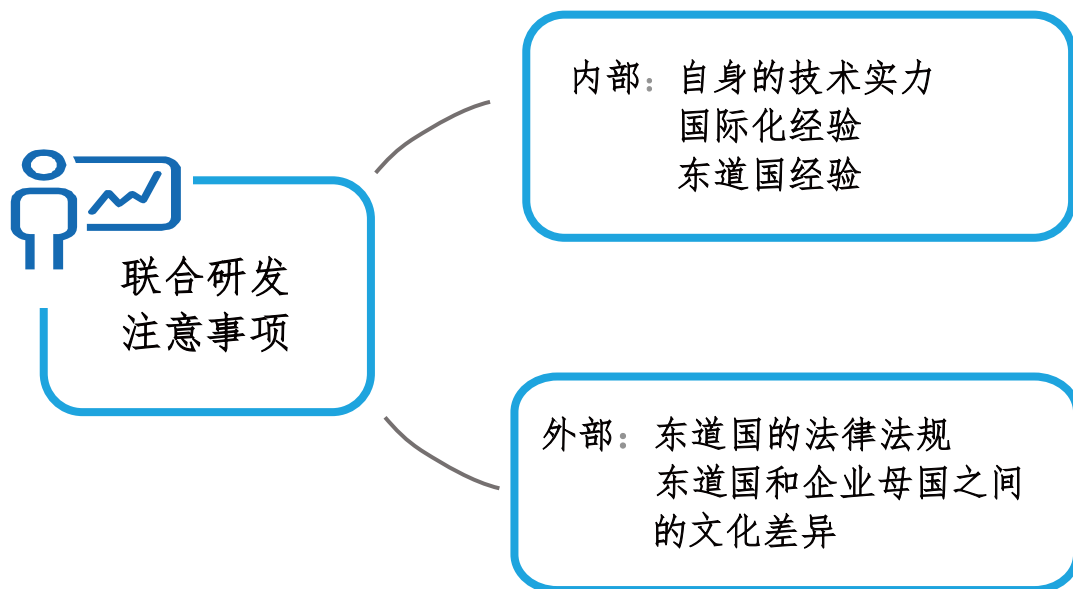 内部：自身的技术实力
国际化经验
东道国经验
联合研发
注意事项
外部：东道国的法律法规
东道国和企业母国之间
的文化差异